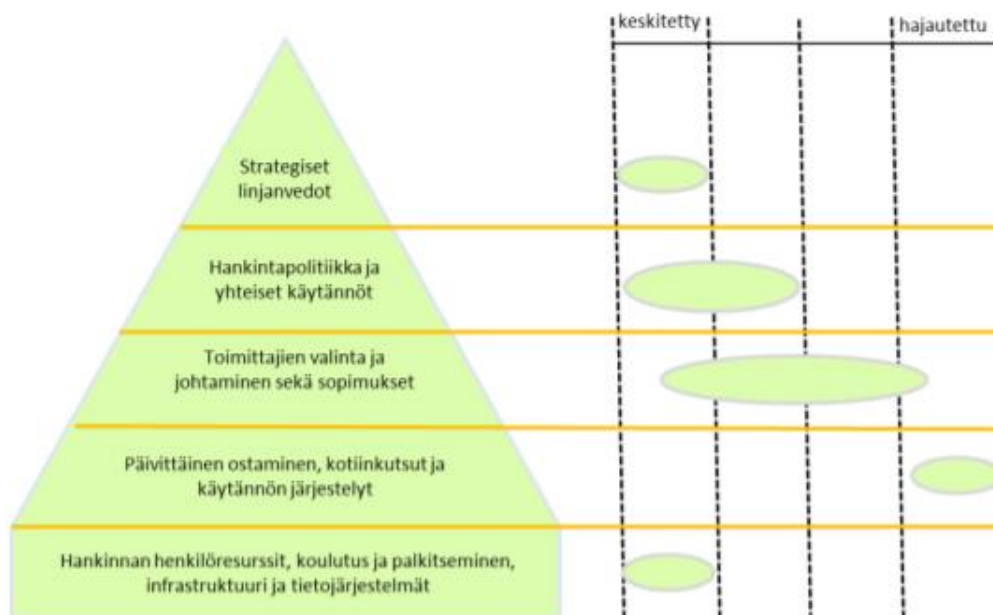 keskitetty
hajautettu
Strategiset
linjanvedot
Hankintapolitiikka ja
yhteiset käytännöt
Toimittajien valinta ja
johtaminen sekä sopimukset
Päivittäinen ostaminen, kotiinkutsut ja
käytännön järjestelyt
Hankinnan henkilöresurssit, koulutus ja palkitseminen,
infrastruktuuri ja tietojärjestelmät